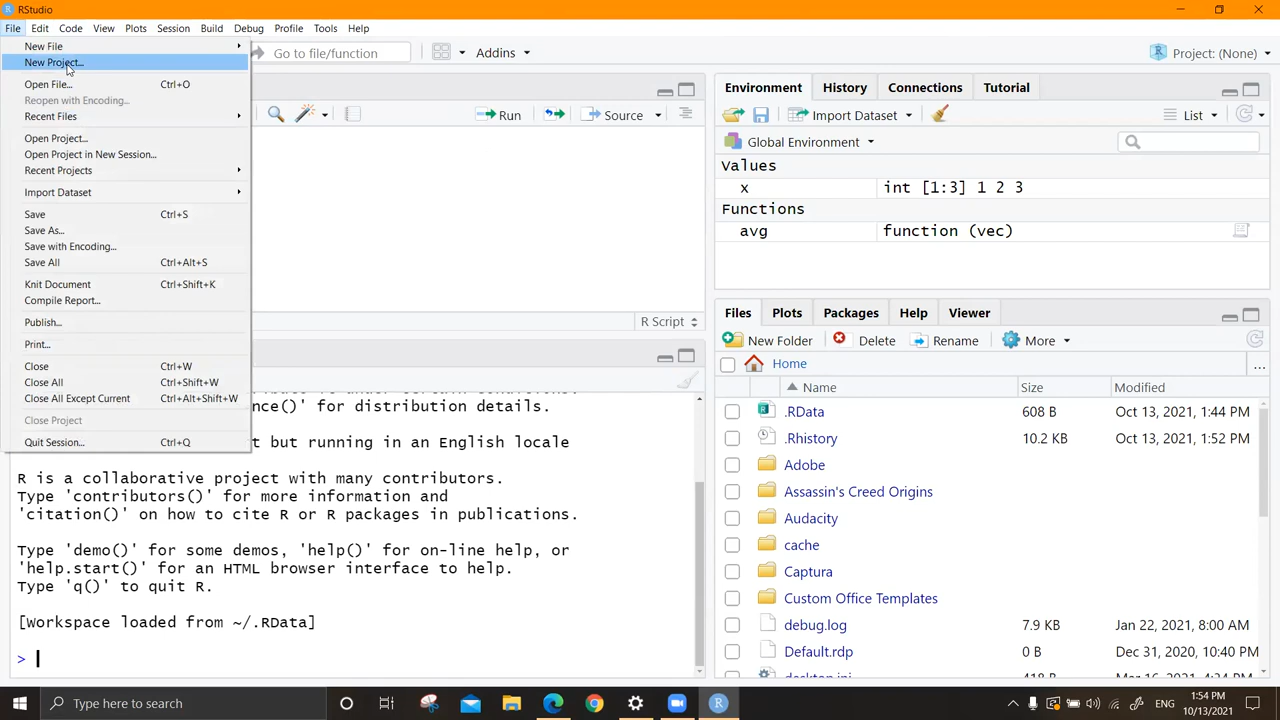 RStudio
File Edit Code View Plots Session Build Debug Profile Tools Help
New File
New Project...
Open File... Ctrl+O
Reopen with Encoding...
Recent Files
Open Project...
Open Project in New Session...
Recent Projects
Import Dataset
Save Ctrl+S
Save As...
Save with Encoding...
Save All Ctrl+Alt+S
Knit Document Ctrl+Shift+K
Compile Report...
Publish...
Print...
Close Ctrl+W
Close All Ctrl+Shift+W
Close All Except Current Ctrl+Alt+Shift+W
Close Project
Quit Session... Ctrl+Q
Go to file/function
Addins
Project: (None)
Run
Source
R Script
nce()' for distribution details.
t but running in an English locale
R is a collaborative project with many contributors.
Type 'contributors()' for more information and
'citation()' on how to cite R or R packages in publications.
Type 'demo()' for some demos, 'help()' for on-line help, or
'help.start()' for an HTML browser interface to help.
Type 'q()' to quit R.
[Workspace loaded from ~/.RData]
>
Environment History Connections Tutorial
Import Dataset
List
Global Environment
Values
x int [1:3] 1 2 3
Functions
avg function (vec)
Files Plots Packages Help Viewer
New Folder Delete Rename More
Home ...
Name Size Modified
.RData 608 B Oct 13, 2021, 1:44 PM
.Rhistory 10.2 KB Oct 13, 2021, 1:52 PM
Adobe
Assassin's Creed Origins
Audacity
cache
Captura
Custom Office Templates
debug.log 7.9 KB Jan 22, 2021, 8:00 AM
Default.rdp 0 B Dec 31, 2020, 10:40 PM
Type here to search
ENG
1:54 PM
10/13/2021